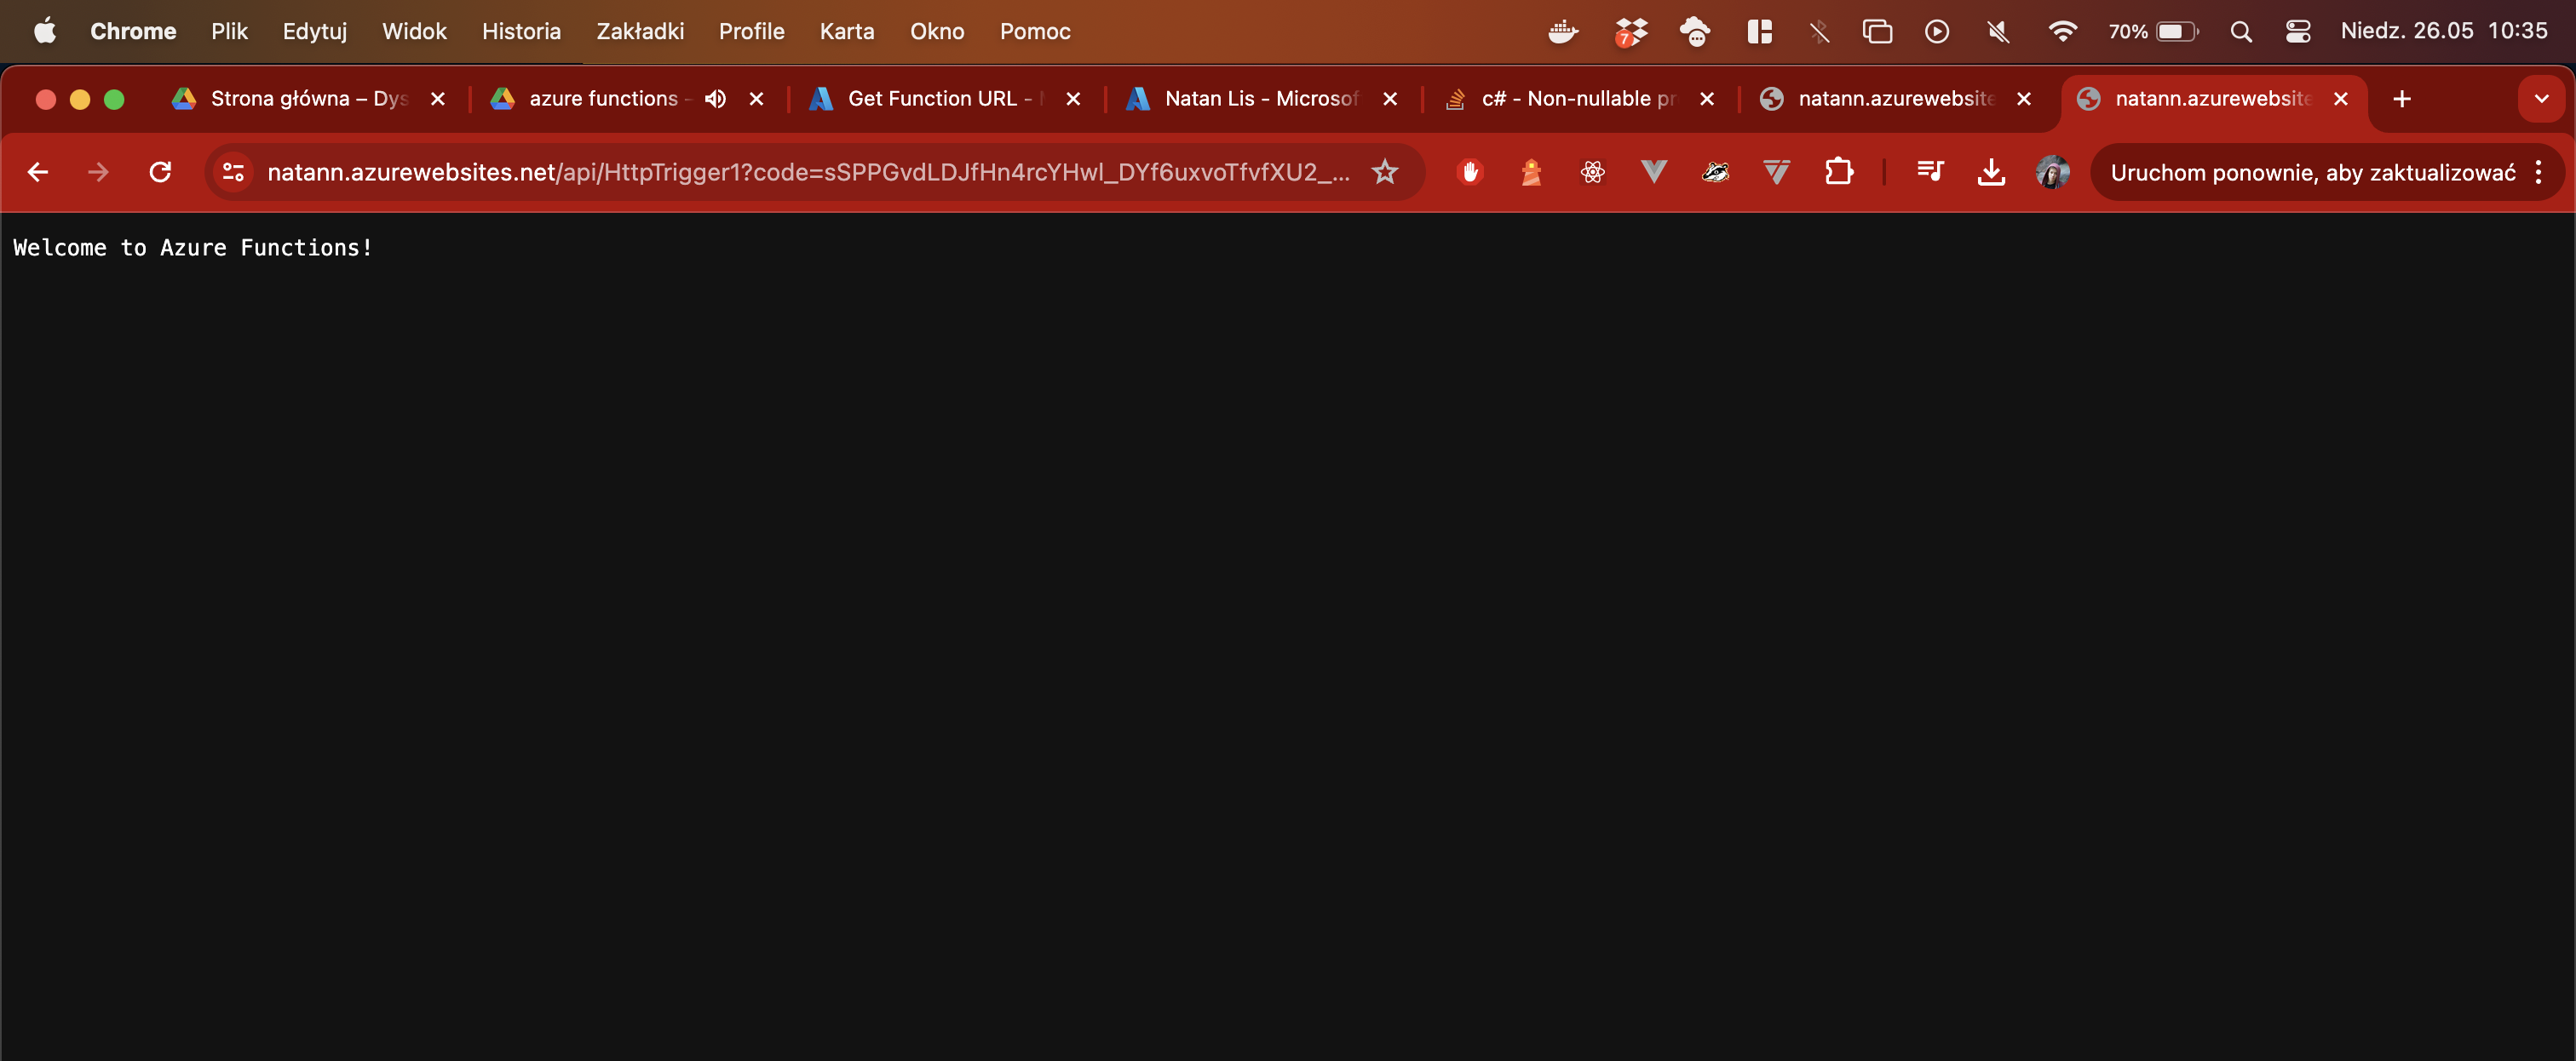 Chrome Plik Edytuj Widok Historia Zakładki Profile Karta Okno Pomoc 7 70% Niedz. 26.05 10:35
Strona główna – Dys azure functions - Get Function URL - Natan Lis - Microsof c# - Non-nullable pr natann.azurewebsite natann.azurewebsite
natann.azurewebsites.net/api/HttpTrigger1?code=sSPPGvdLDJfHn4rcYHwl_DYf6uxvoTfvfXU2_... Uruchom ponownie, aby zaktualizować
Welcome to Azure Functions!